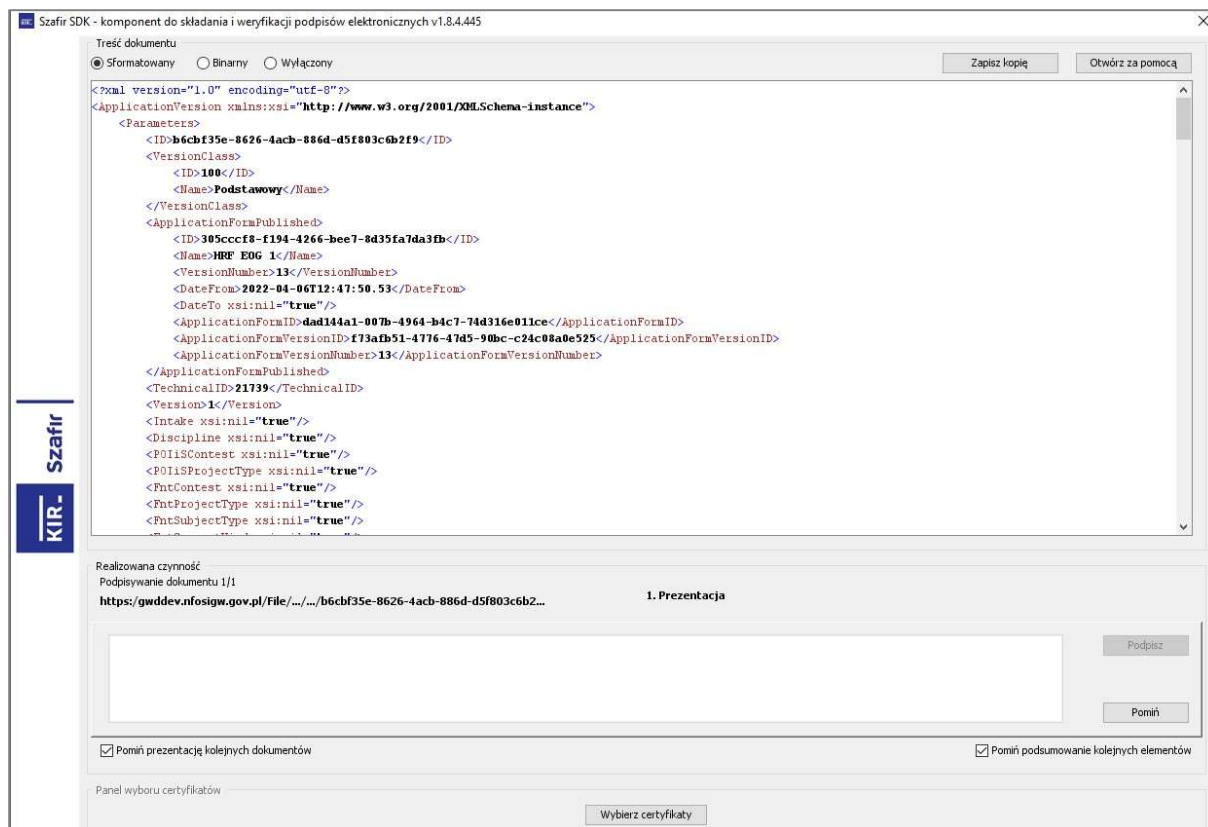 Szafir SDK - komponent do składania i weryfikacji podpisów elektronicznych v1.8.4.445
Treść dokumentu
Sformatowany Binarny Wyłączony Zapisz kopię Otwórz za pomocą
<?xml version="1.0" encoding="utf-8"?>
<ApplicationVersion xmlns:xsi="http://www.w3.org/2001/XMLSchema-instance">
<Parameters>
<ID>b6cbf35e-8626-4acb-886d-d5f803c6b2f9</ID>
<VersionClass>
<ID>100</ID>
<Name>Podstawowy</Name>
</VersionClass>
<ApplicationFormPublished>
<ID>305cccf8-f194-4266-bee7-8d35fa7da3fb</ID>
<Name>HRF EOG 1</Name>
<VersionNumber>13</VersionNumber>
<DateFrom>2022-04-06T12:47:50.53</DateFrom>
<DateTo xsi:nil="true"/>
<ApplicationFormID>dad144a1-007b-4964-b4c7-74d316e011ce</ApplicationFormID>
<ApplicationFormVersionID>f73afb51-4776-47d5-90bc-c24c08a0e525</ApplicationFormVersionID>
<ApplicationFormVersionNumber>13</ApplicationFormVersionNumber>
</ApplicationFormPublished>
<TechnicalID>21739</TechnicalID>
<Version>1</Version>
<Intake xsi:nil="true"/>
<Discipline xsi:nil="true"/>
<POIiSContest xsi:nil="true"/>
<POIiSProjectType xsi:nil="true"/>
<FntContest xsi:nil="true"/>
<FntProjectType xsi:nil="true"/>
<FntSubjectType xsi:nil="true"/>
KIR. Szafir
Realizowana czynność
Podpisywanie dokumentu 1/1
https:/gwddev.nfosigw.gov.pl/File/.../.../b6cbf35e-8626-4acb-886d-d5f803c6b2... 1. Prezentacja
Podpisz
Pomiń
Pomiń prezentację kolejnych dokumentów Pomiń podsumowanie kolejnych elementów
Panel wyboru certyfikatów
Wybierz certyfikaty